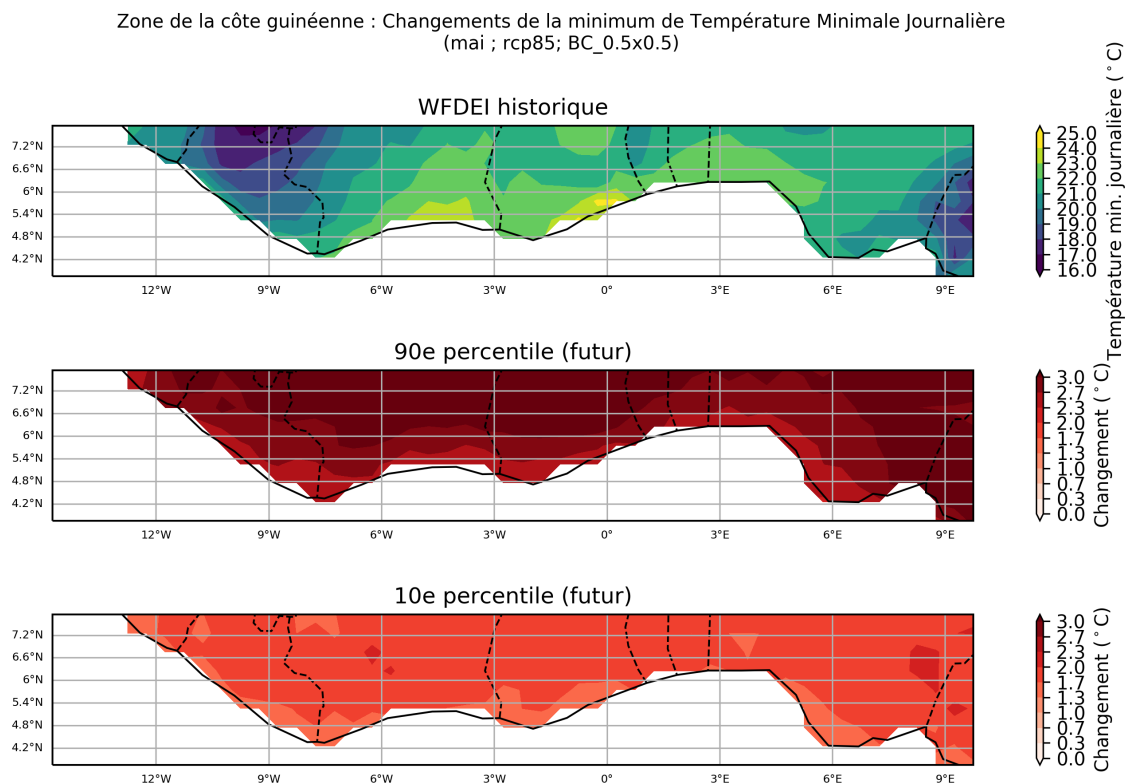 Zone de la côte guinéenne : Changements de la minimum de Température Minimale Journalière
(mai ; rcp85; BC_0.5x0.5)
WFDEI historique
7.2°N
6.6°N
6°N
5.4°N
4.8°N
4.2°N
12°W 9°W 6°W 3°W 0° 3°E 6°E 9°E
25.0
24.0
23.0
22.0
21.0
20.0
19.0
18.0
17.0
16.0
Température min. journalière (°C)
90e percentile (futur)
7.2°N
6.6°N
6°N
5.4°N
4.8°N
4.2°N
12°W 9°W 6°W 3°W 0° 3°E 6°E 9°E
3.0
2.7
2.3
2.0
1.7
1.3
1.0
0.7
0.3
0.0
Changement (°C)
10e percentile (futur)
7.2°N
6.6°N
6°N
5.4°N
4.8°N
4.2°N
12°W 9°W 6°W 3°W 0° 3°E 6°E 9°E
3.0
2.7
2.3
2.0
1.7
1.3
1.0
0.7
0.3
0.0
Changement (°C)